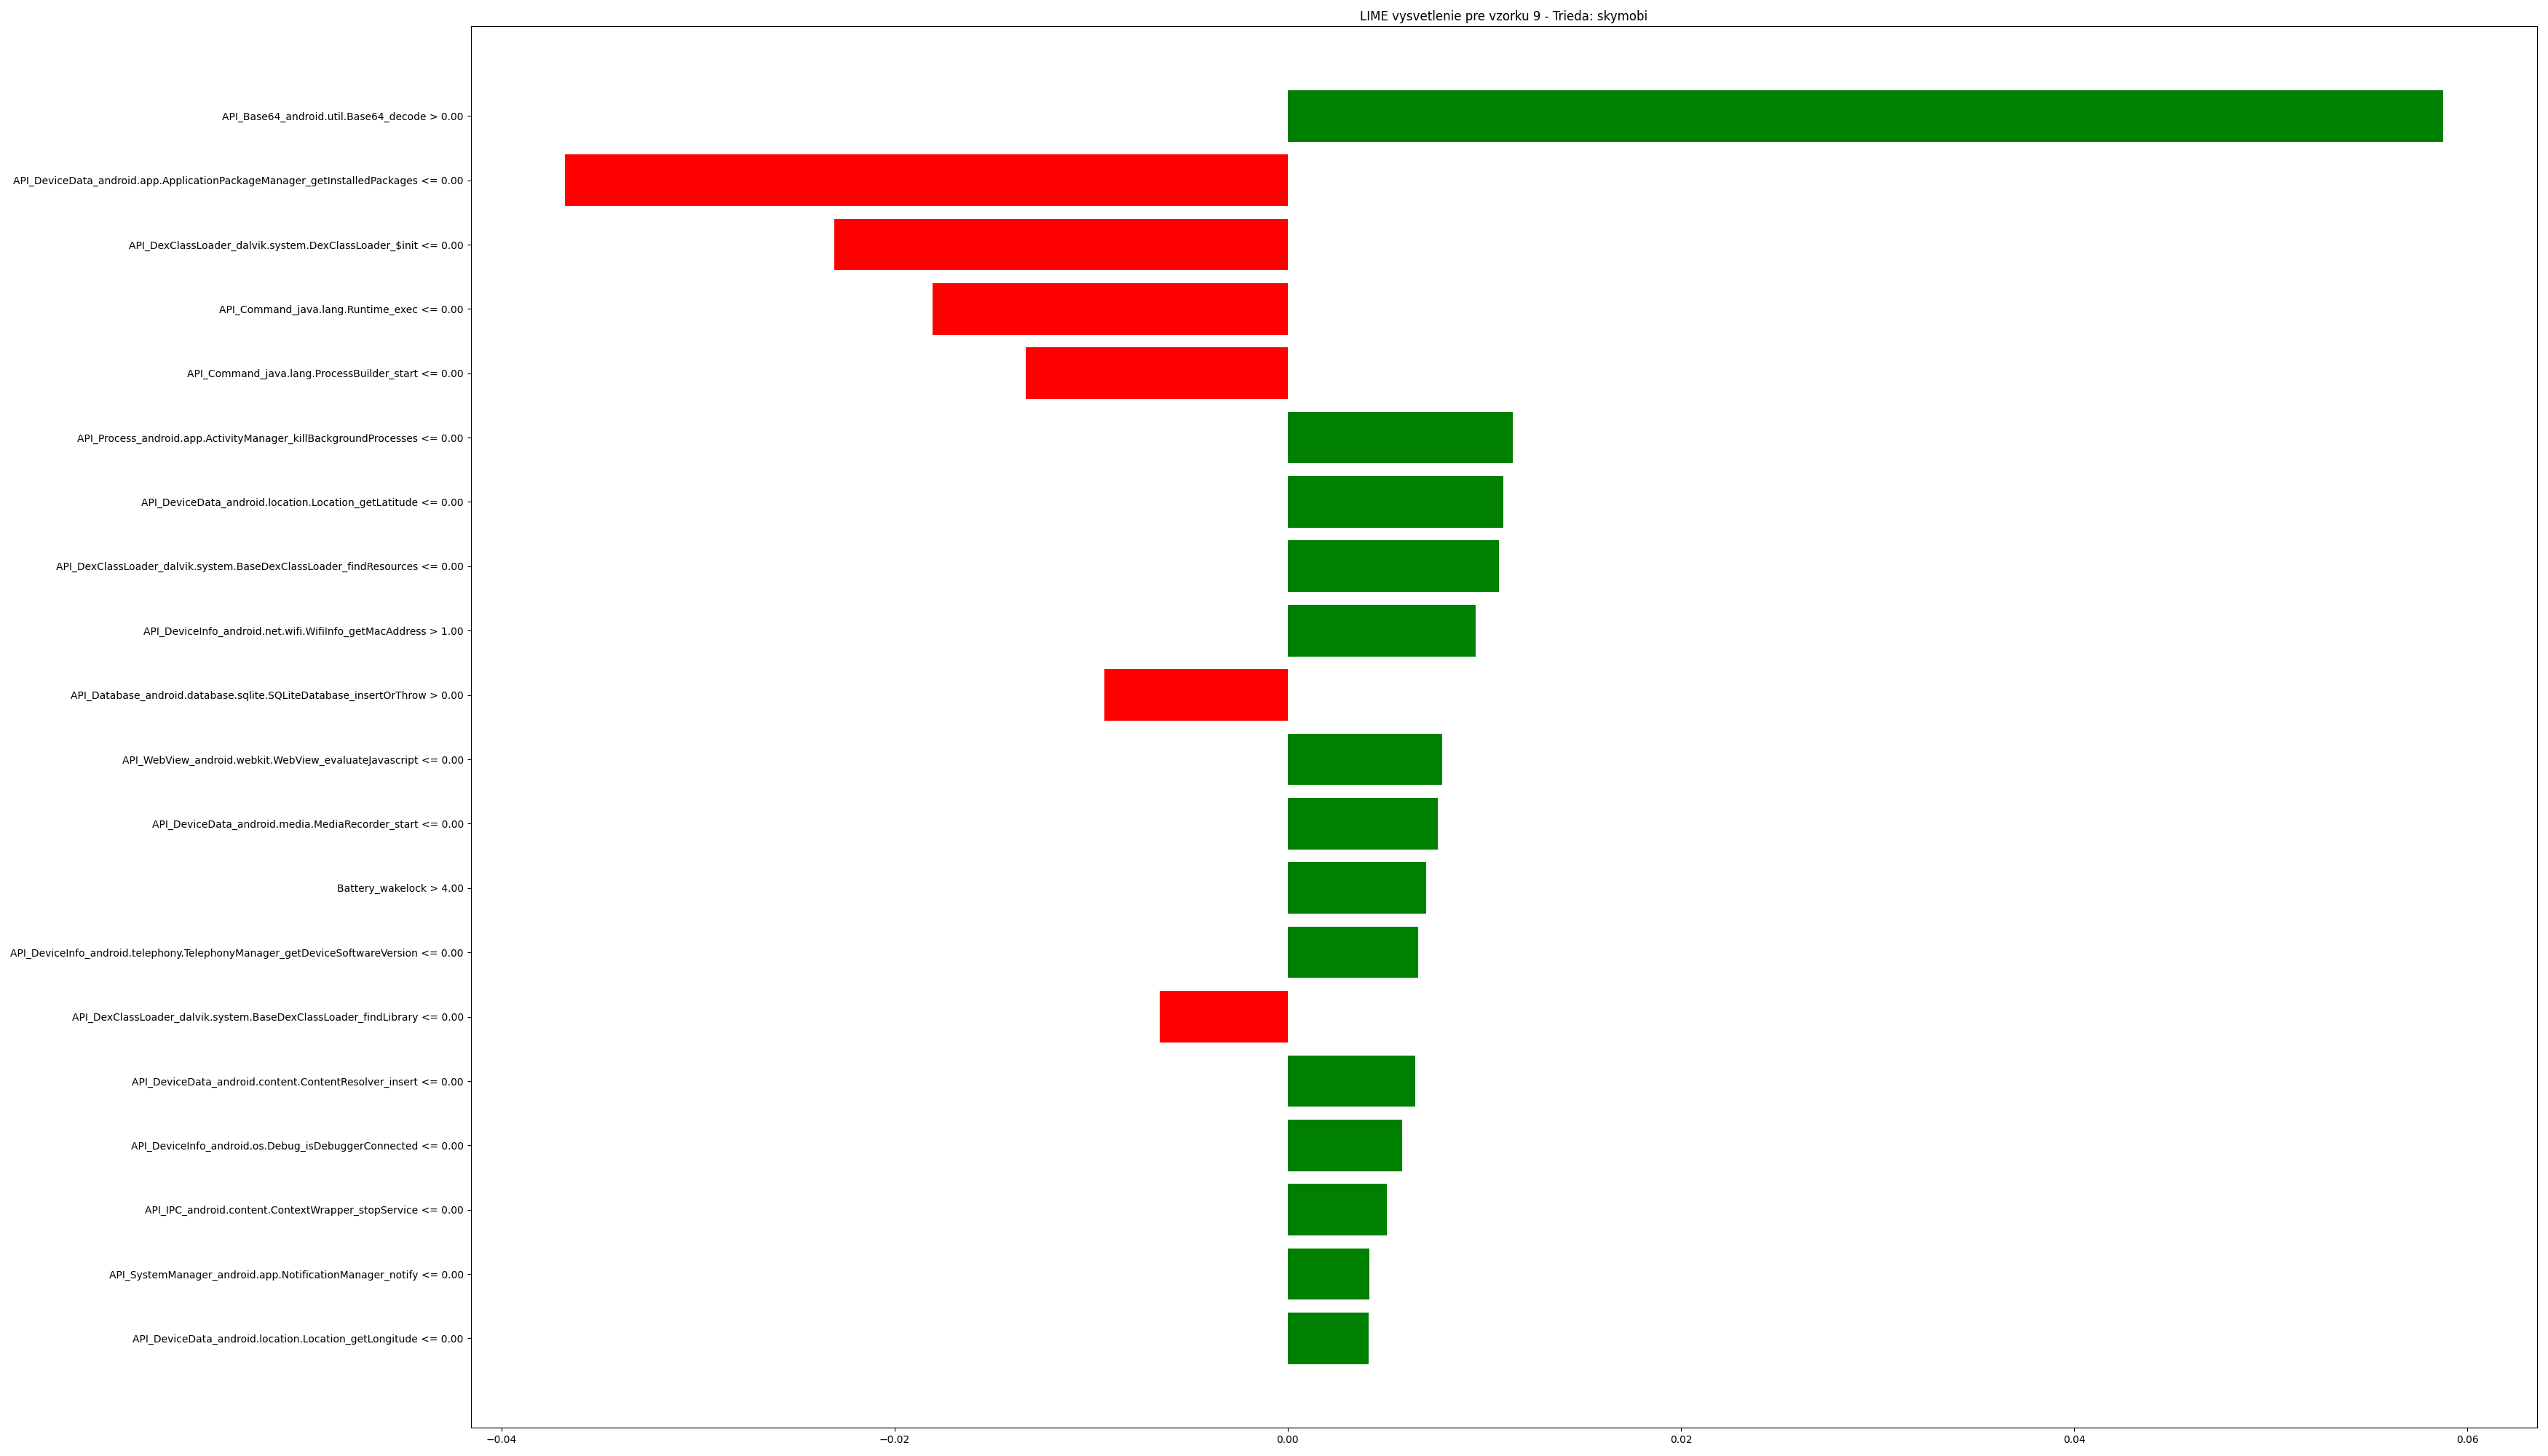 LIME vysvetlenie pre vzorku 9 - Trieda: skymobi
API_Base64_android.util.Base64_decode > 0.00
API_DeviceData_android.app.ApplicationPackageManager_getInstalledPackages <= 0.00
API_DexClassLoader_dalvik.system.DexClassLoader_$init <= 0.00
API_Command_java.lang.Runtime_exec <= 0.00
API_Command_java.lang.ProcessBuilder_start <= 0.00
API_Process_android.app.ActivityManager_killBackgroundProcesses <= 0.00
API_DeviceData_android.location.Location_getLatitude <= 0.00
API_DexClassLoader_dalvik.system.BaseDexClassLoader_findResources <= 0.00
API_DeviceInfo_android.net.wifi.WifiInfo_getMacAddress > 1.00
API_Database_android.database.sqlite.SQLiteDatabase_insertOrThrow > 0.00
API_WebView_android.webkit.WebView_evaluateJavascript <= 0.00
API_DeviceData_android.media.MediaRecorder_start <= 0.00
Battery_wakelock > 4.00
API_DeviceInfo_android.telephony.TelephonyManager_getDeviceSoftwareVersion <= 0.00
API_DexClassLoader_dalvik.system.BaseDexClassLoader_findLibrary <= 0.00
API_DeviceData_android.content.ContentResolver_insert <= 0.00
API_DeviceInfo_android.os.Debug_isDebuggerConnected <= 0.00
API_IPC_android.content.ContextWrapper_stopService <= 0.00
API_SystemManager_android.app.NotificationManager_notify <= 0.00
API_DeviceData_android.location.Location_getLongitude <= 0.00
−0.04 −0.02 0.00 0.02 0.04 0.06